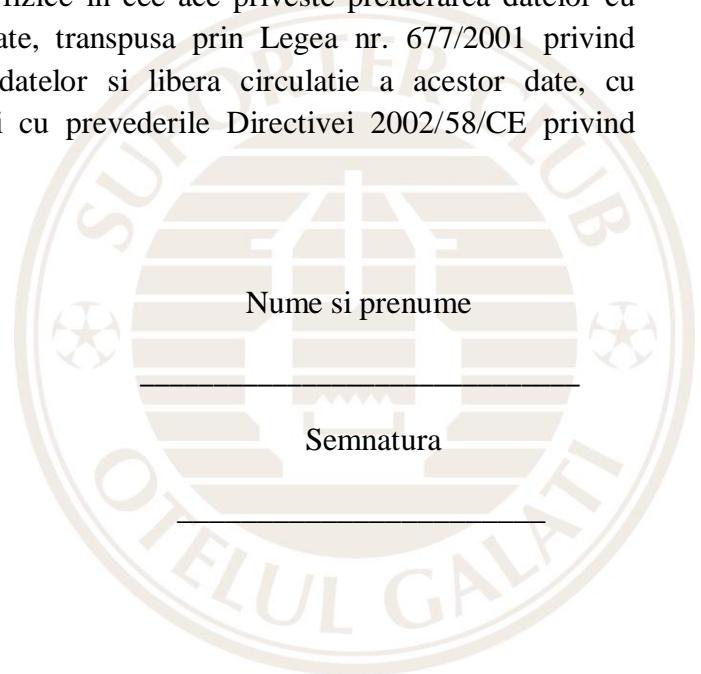 fizice in cee ace priveste prelucrarea datelor cu
ate, transpusa prin Legea nr. 677/2001 privind
datelor si libera circulatie a acestor date, cu
i cu prevederile Directivei 2002/58/CE privind
SUPORTER CLUB
Nume si prenume
Semnatura
OTELUL GALATI